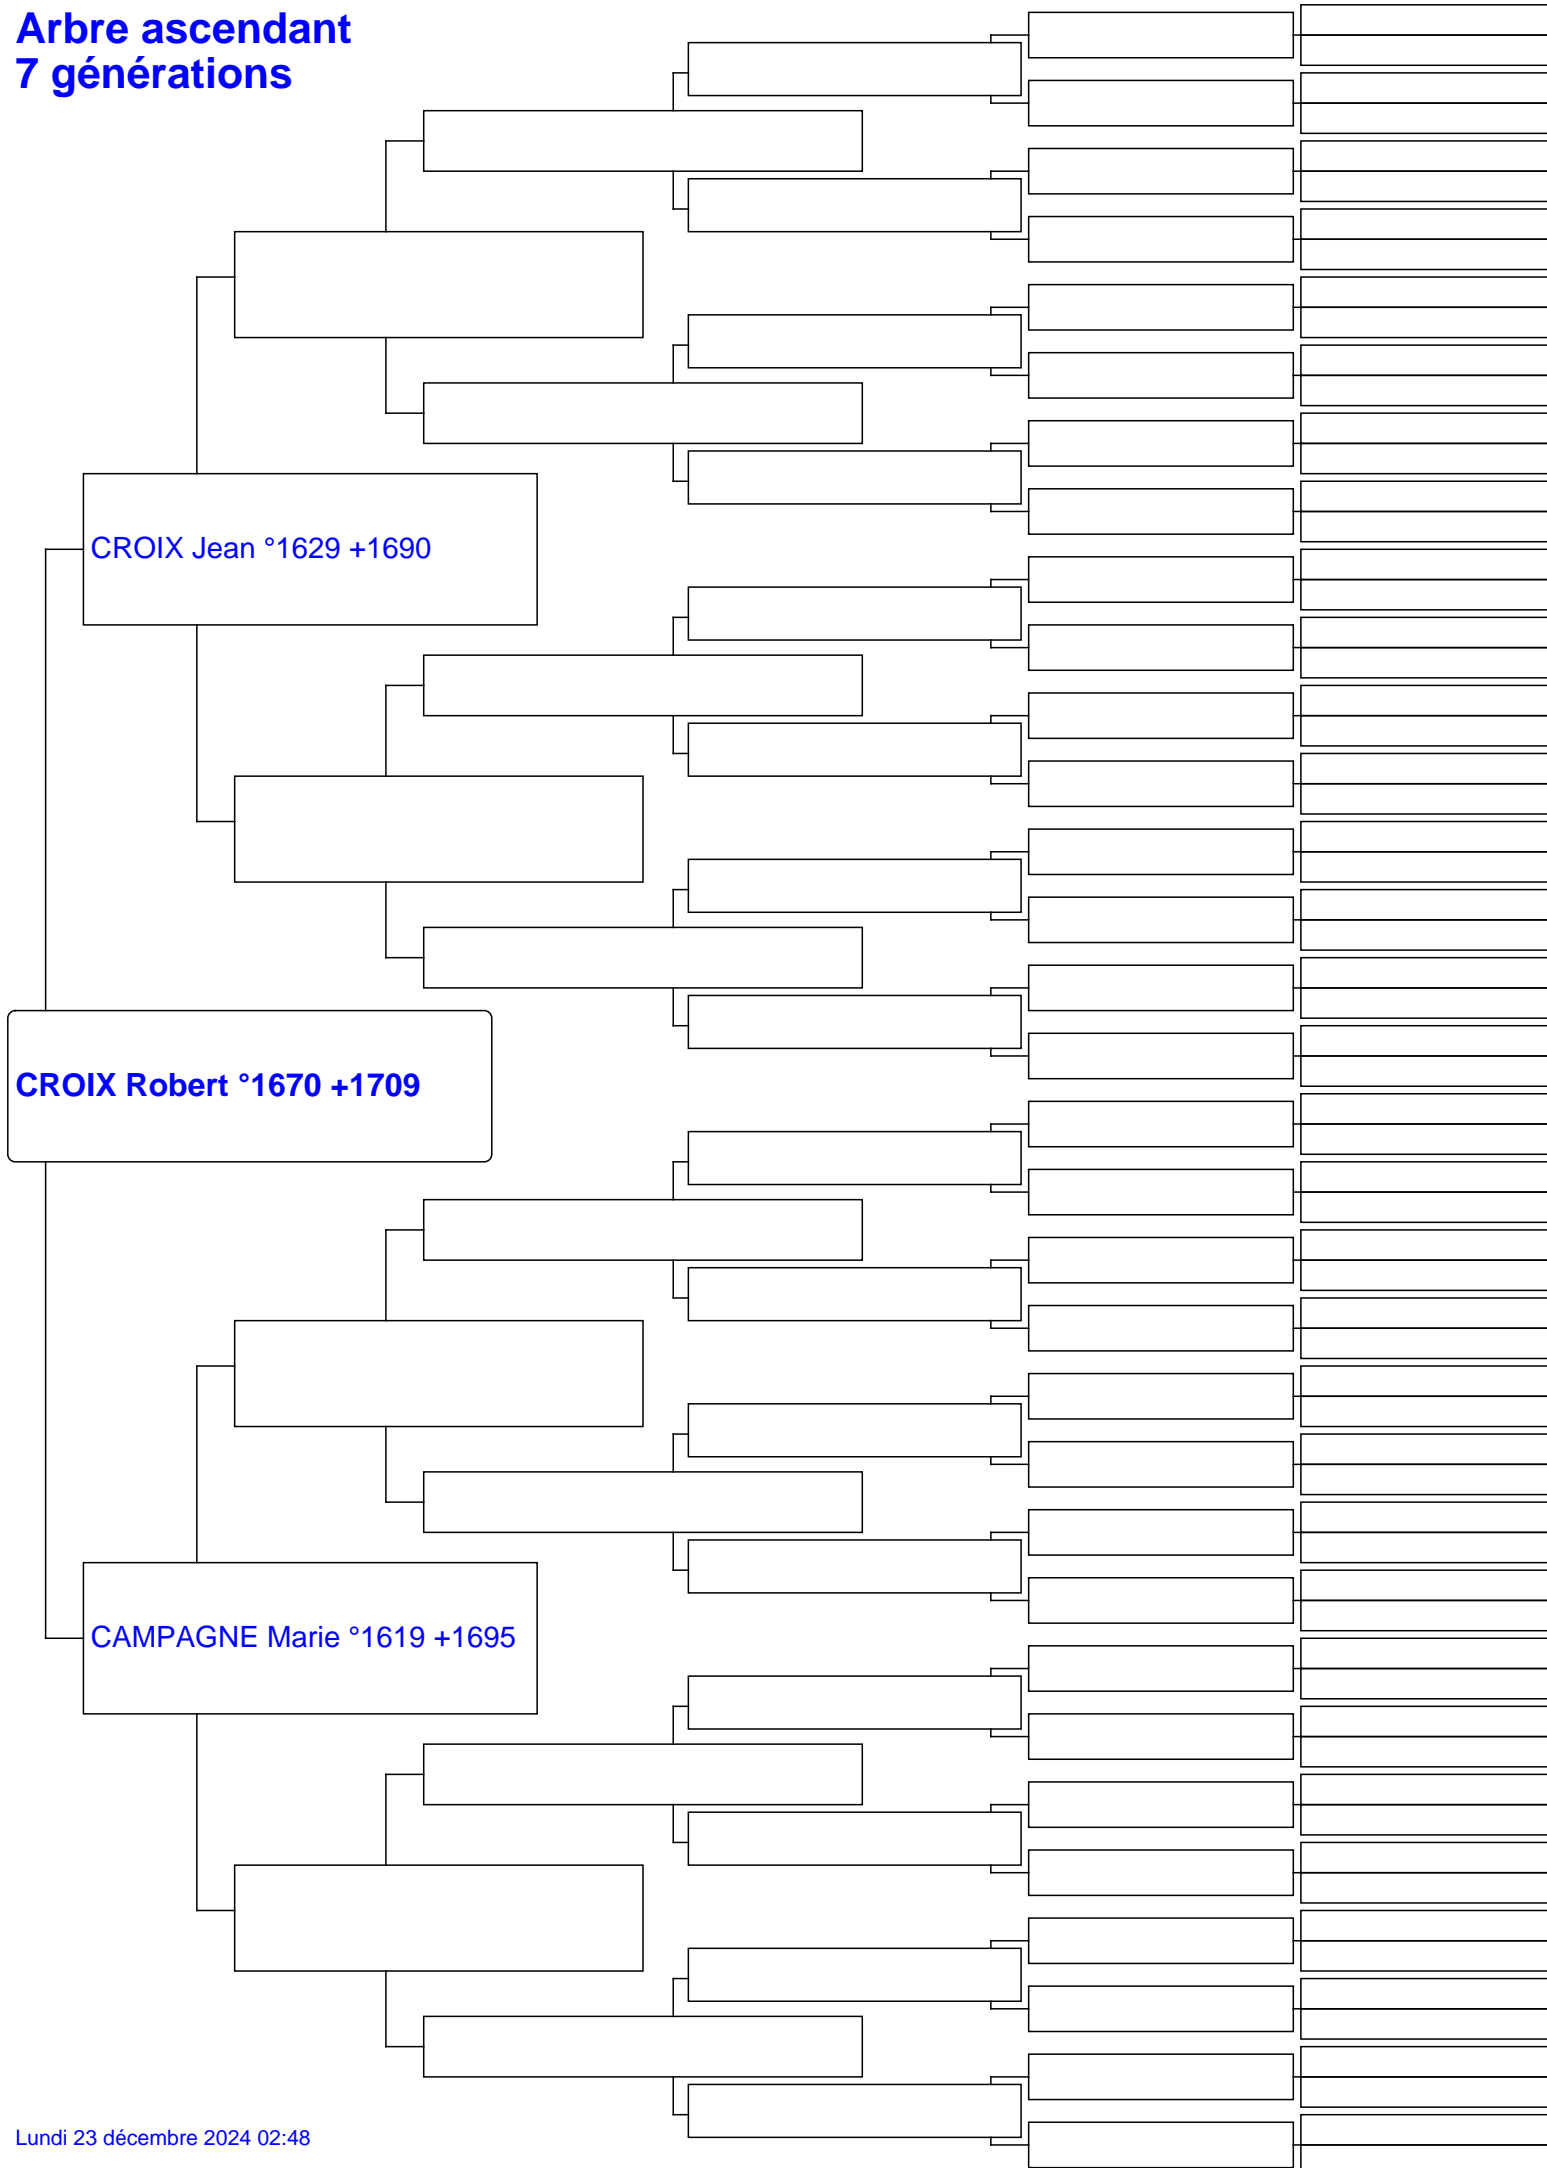 Arbre ascendant
7 générations
CROIX Jean °1629 +1690
CROIX Robert °1670 +1709
CAMPAGNE Marie °1619 +1695
Lundi 23 décembre 2024 02:48